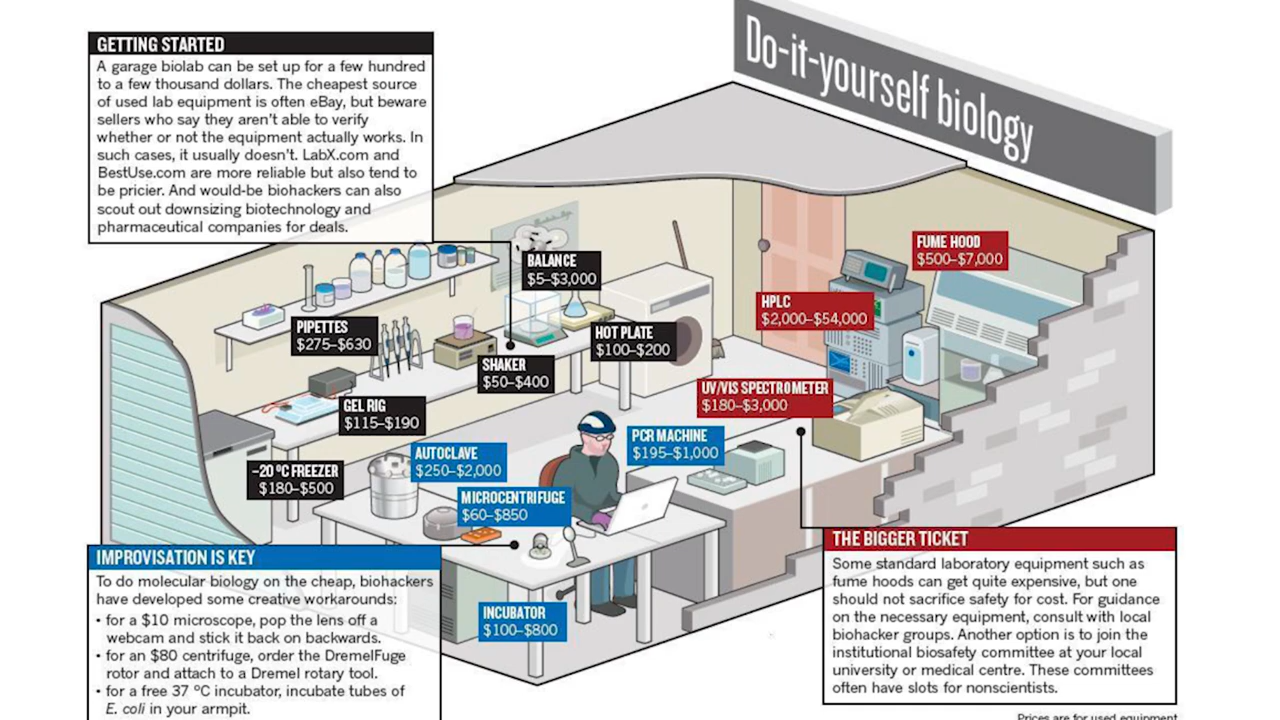 Do-it-yourself biology
GETTING STARTED
A garage biolab can be set up for a few hundred
to a few thousand dollars. The cheapest source
of used lab equipment is often eBay, but beware
sellers who say they aren't able to verify
whether or not the equipment actually works. In
such cases, it usually doesn't. LabX.com and
BestUse.com are more reliable but also tend to
be pricier. And would-be biohackers can also
scout out downsizing biotechnology and
pharmaceutical companies for deals.
BALANCE
$5–$3,000
FUME HOOD
$500–$7,000
HPLC
$2,000–$54,000
PIPETTES
$275–$630
HOT PLATE
$100–$200
SHAKER
$50–$400
UV/VIS SPECTROMETER
$180–$3,000
GEL RIG
$115–$190
PCR MACHINE
$195–$1,000
AUTOCLAVE
$250–$2,000
–20 ºC FREEZER
$180–$500
MICROCENTRIFUGE
$60–$850
INCUBATOR
$100–$800
IMPROVISATION IS KEY
To do molecular biology on the cheap, biohackers
have developed some creative workarounds:
• for a $10 microscope, pop the lens off a
webcam and stick it back on backwards.
• for an $80 centrifuge, order the DremelFuge
rotor and attach to a Dremel rotary tool.
• for a free 37 ºC incubator, incubate tubes of
E. coli in your armpit.
THE BIGGER TICKET
Some standard laboratory equipment such as
fume hoods can get quite expensive, but one
should not sacrifice safety for cost. For guidance
on the necessary equipment, consult with local
biohacker groups. Another option is to join the
institutional biosafety committee at your local
university or medical centre. These committees
often have slots for nonscientists.
Prices are for used equipment